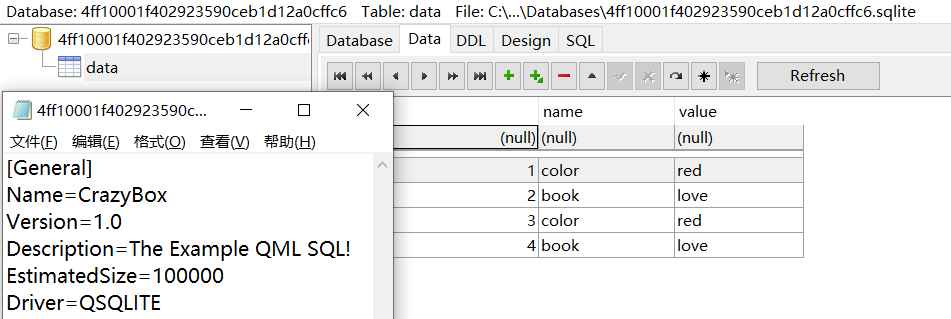 Database: 4ff10001f402923590ceb1d12a0cffc6 Table: data File: C:\...\Databases\4ff10001f402923590ceb1d12a0cffc6.sqlite
4ff10001f402923590ceb1d12a0cffc
data
Database Data DDL Design SQL
Refresh
name value
(null) (null) (null)
1 color red
2 book love
3 color red
4 book love
4ff10001f402923590c...
文件(F) 编辑(E) 格式(O) 查看(V) 帮助(H)
[General]
Name=CrazyBox
Version=1.0
Description=The Example QML SQL!
EstimatedSize=100000
Driver=QSQLITE